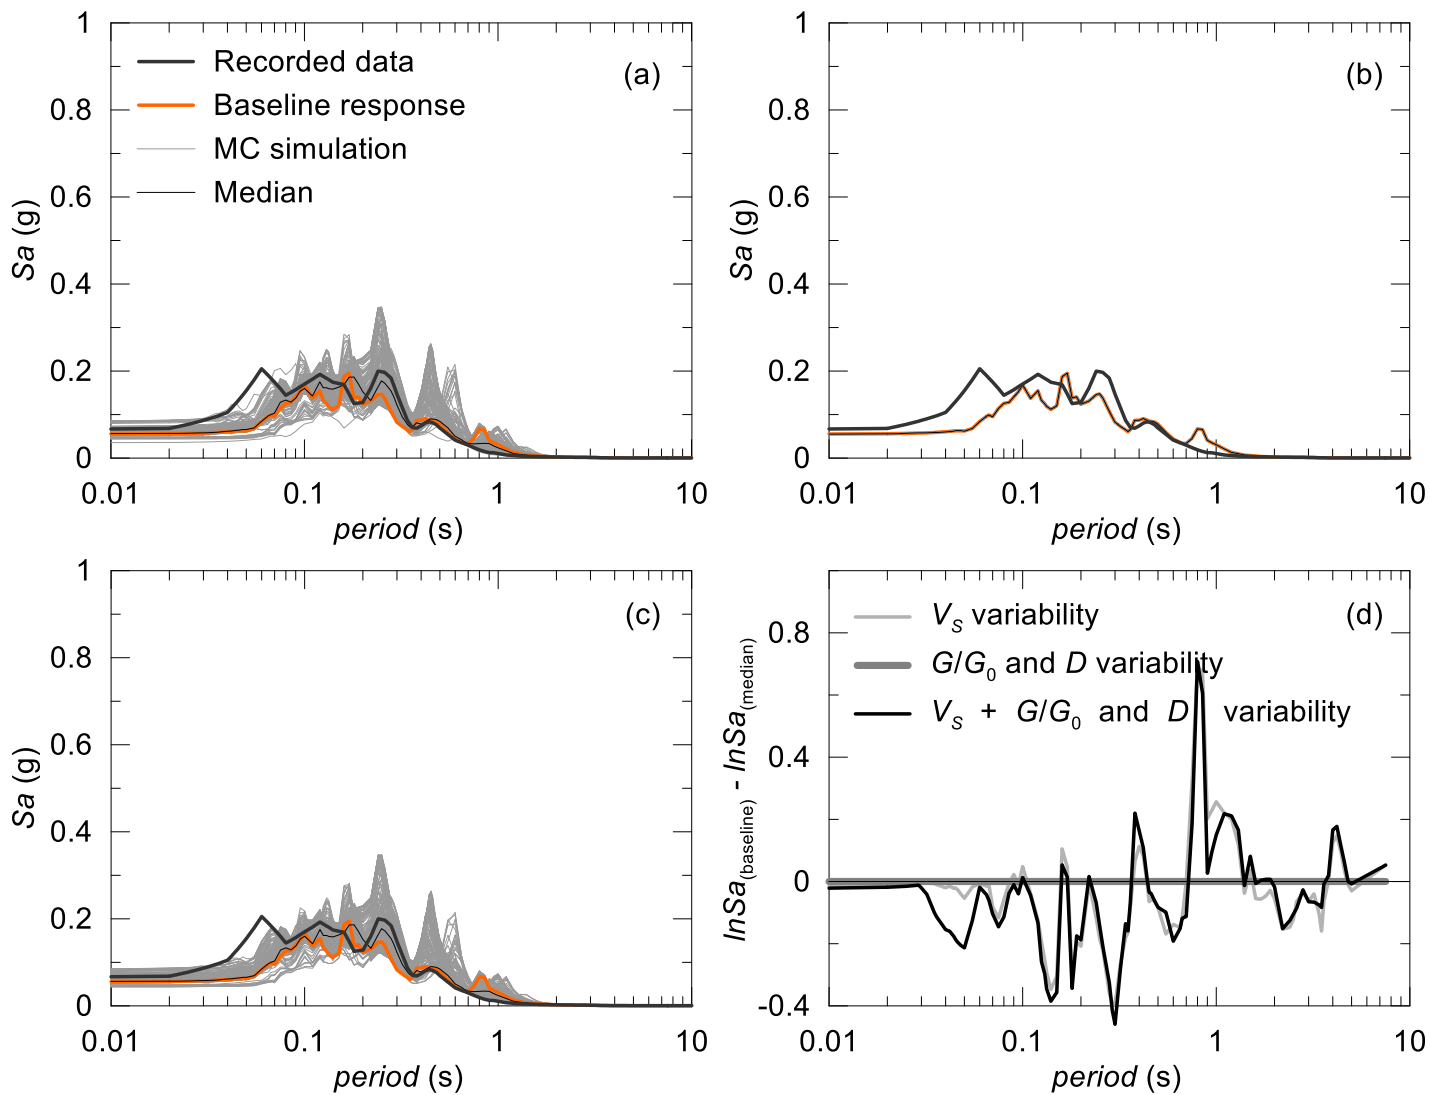 1
0.8
0.6
0.4
0.2
0
Sa (g)
Recorded data
Baseline response
MC simulation
Median
(a)
0.01
0.1
1
10
period (s)
1
0.8
0.6
0.4
0.2
0
Sa (g)
(b)
0.01
0.1
1
10
period (s)
1
0.8
0.6
0.4
0.2
0
Sa (g)
(c)
0.01
0.1
1
10
period (s)
0.8
0.4
0
-0.4
lnSa(baseline) - lnSa(median)
VS variability
G/G0 and D variability
VS + G/G0 and D variability
(d)
0.01
0.1
1
10
period (s)